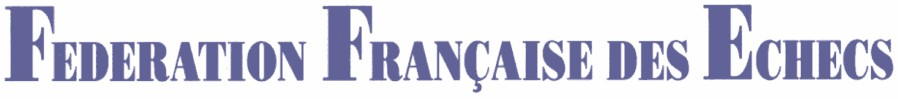 FEDERATION FRANÇAISE DES ECHECS